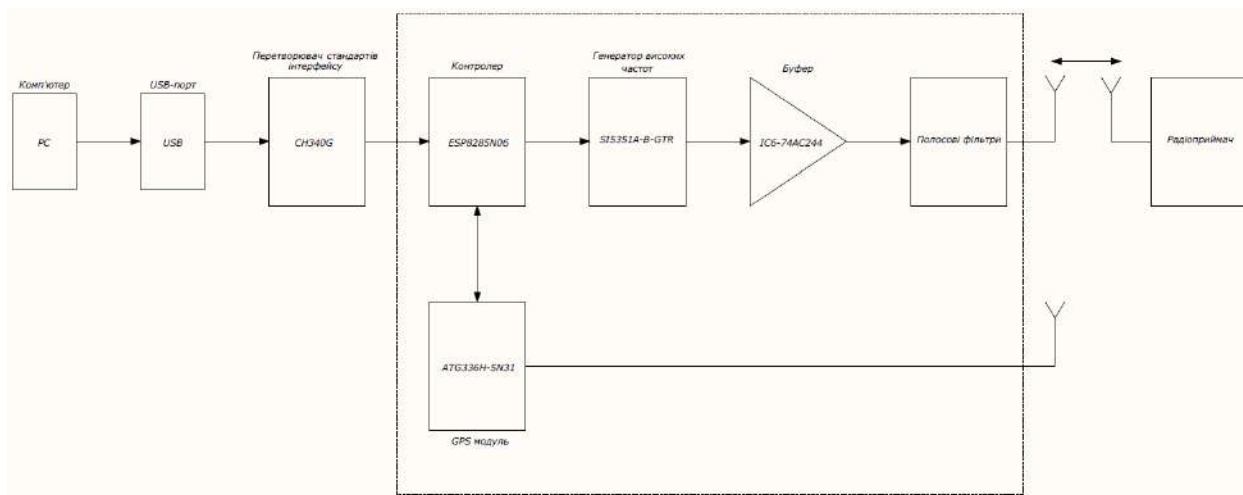 Комп'ютер
USB-порт
Перетворювач стандартів
інтерфейсу
Контролер
Генератор високих
частот
Буфер
PC
USB
CH340G
ESP8285N06
SI5351A-B-GTR
IC6-74AC244
Полосові фільтри
Радіоприймач
ATG336H-5N31
GPS модуль